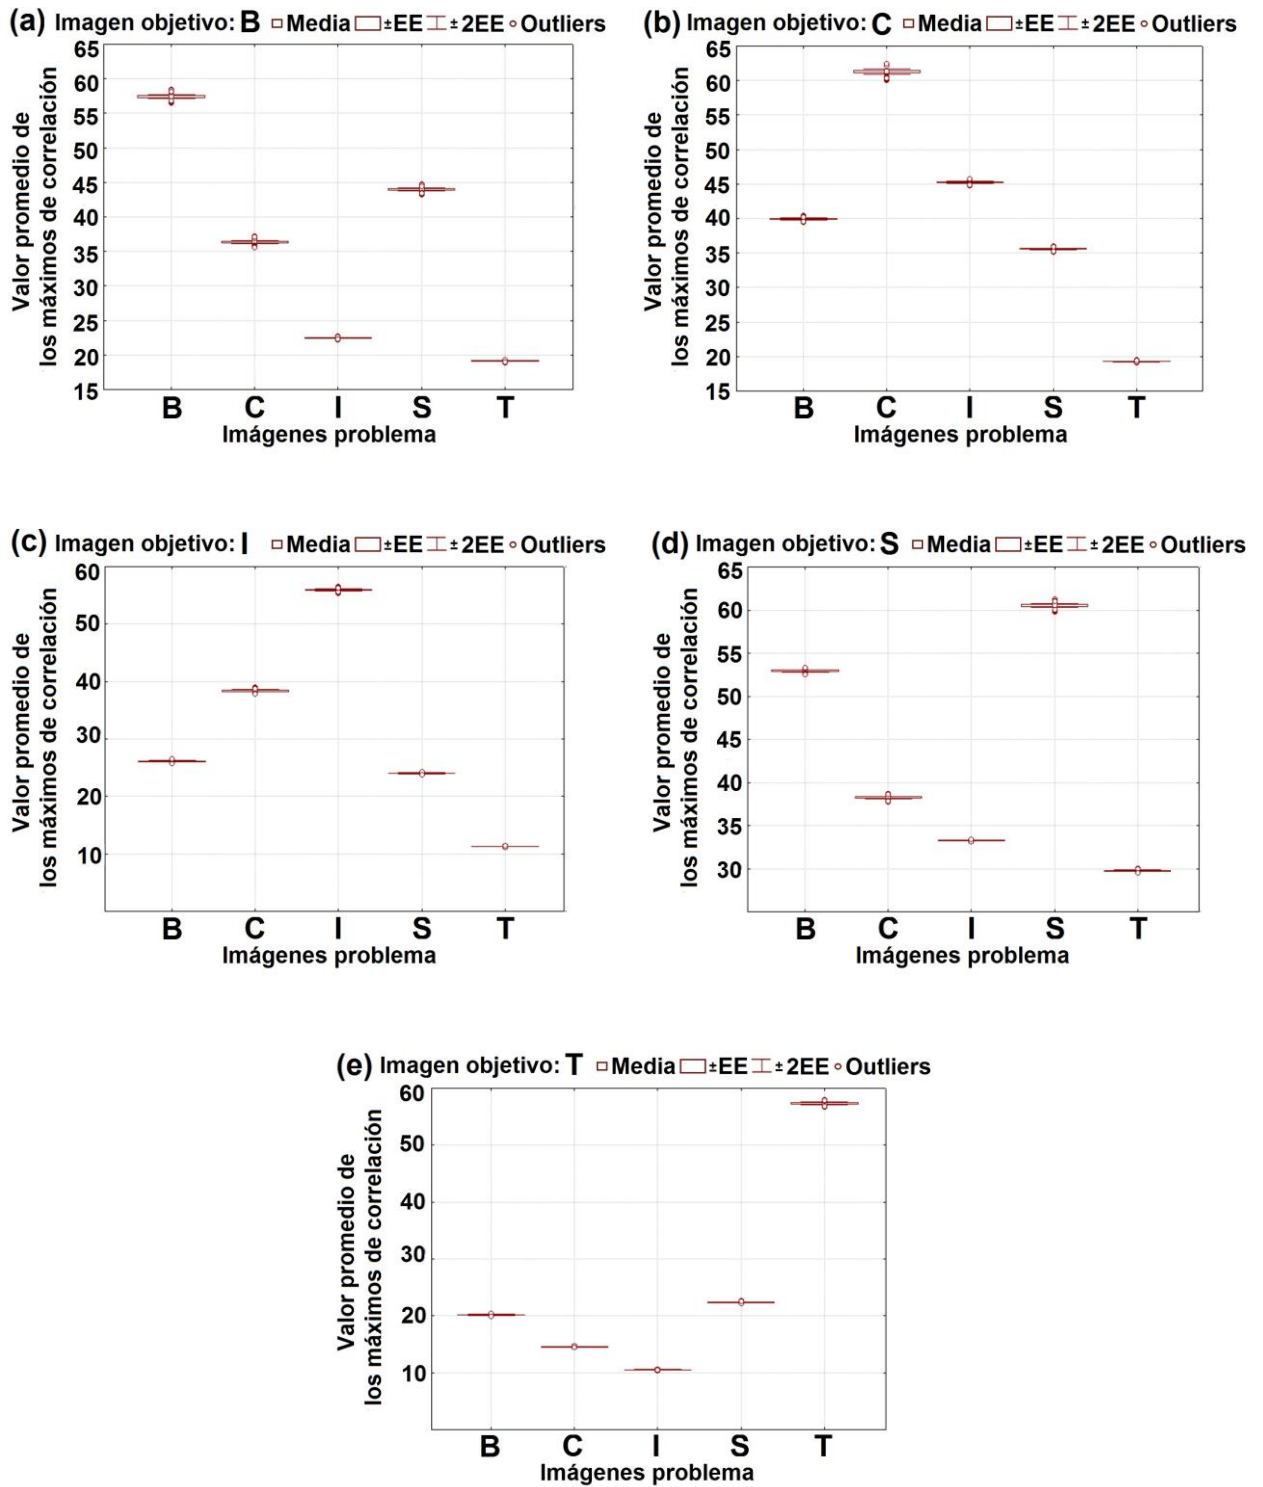 (a) Imagen objetivo: B Media ±EE ±2EE Outliers
Valor promedio de
los máximos de correlación
65
60
55
50
45
40
35
30
25
20
15
B C I S T
Imágenes problema
(b) Imagen objetivo: C Media ±EE ±2EE Outliers
Valor promedio de
los máximos de correlación
65
60
55
50
45
40
35
30
25
20
15
B C I S T
Imágenes problema
(c) Imagen objetivo: I Media ±EE ±2EE Outliers
Valor promedio de
los máximos de correlación
60
50
40
30
20
10
B C I S T
Imágenes problema
(d) Imagen objetivo: S Media ±EE ±2EE Outliers
Valor promedio de
los máximos de correlación
65
60
55
50
45
40
35
30
B C I S T
Imágenes problema
(e) Imagen objetivo: T Media ±EE ±2EE Outliers
Valor promedio de
los máximos de correlación
60
50
40
30
20
10
B C I S T
Imágenes problema